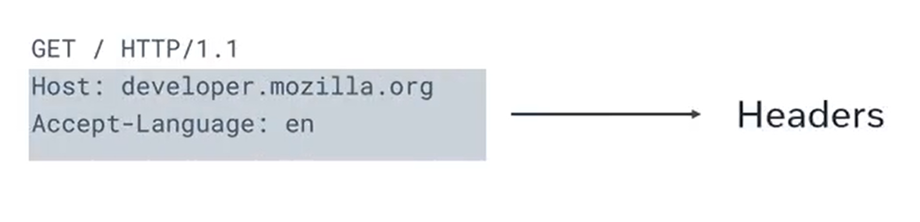 GET / HTTP/1.1
Host: developer.mozilla.org
Accept-Language: en
Headers